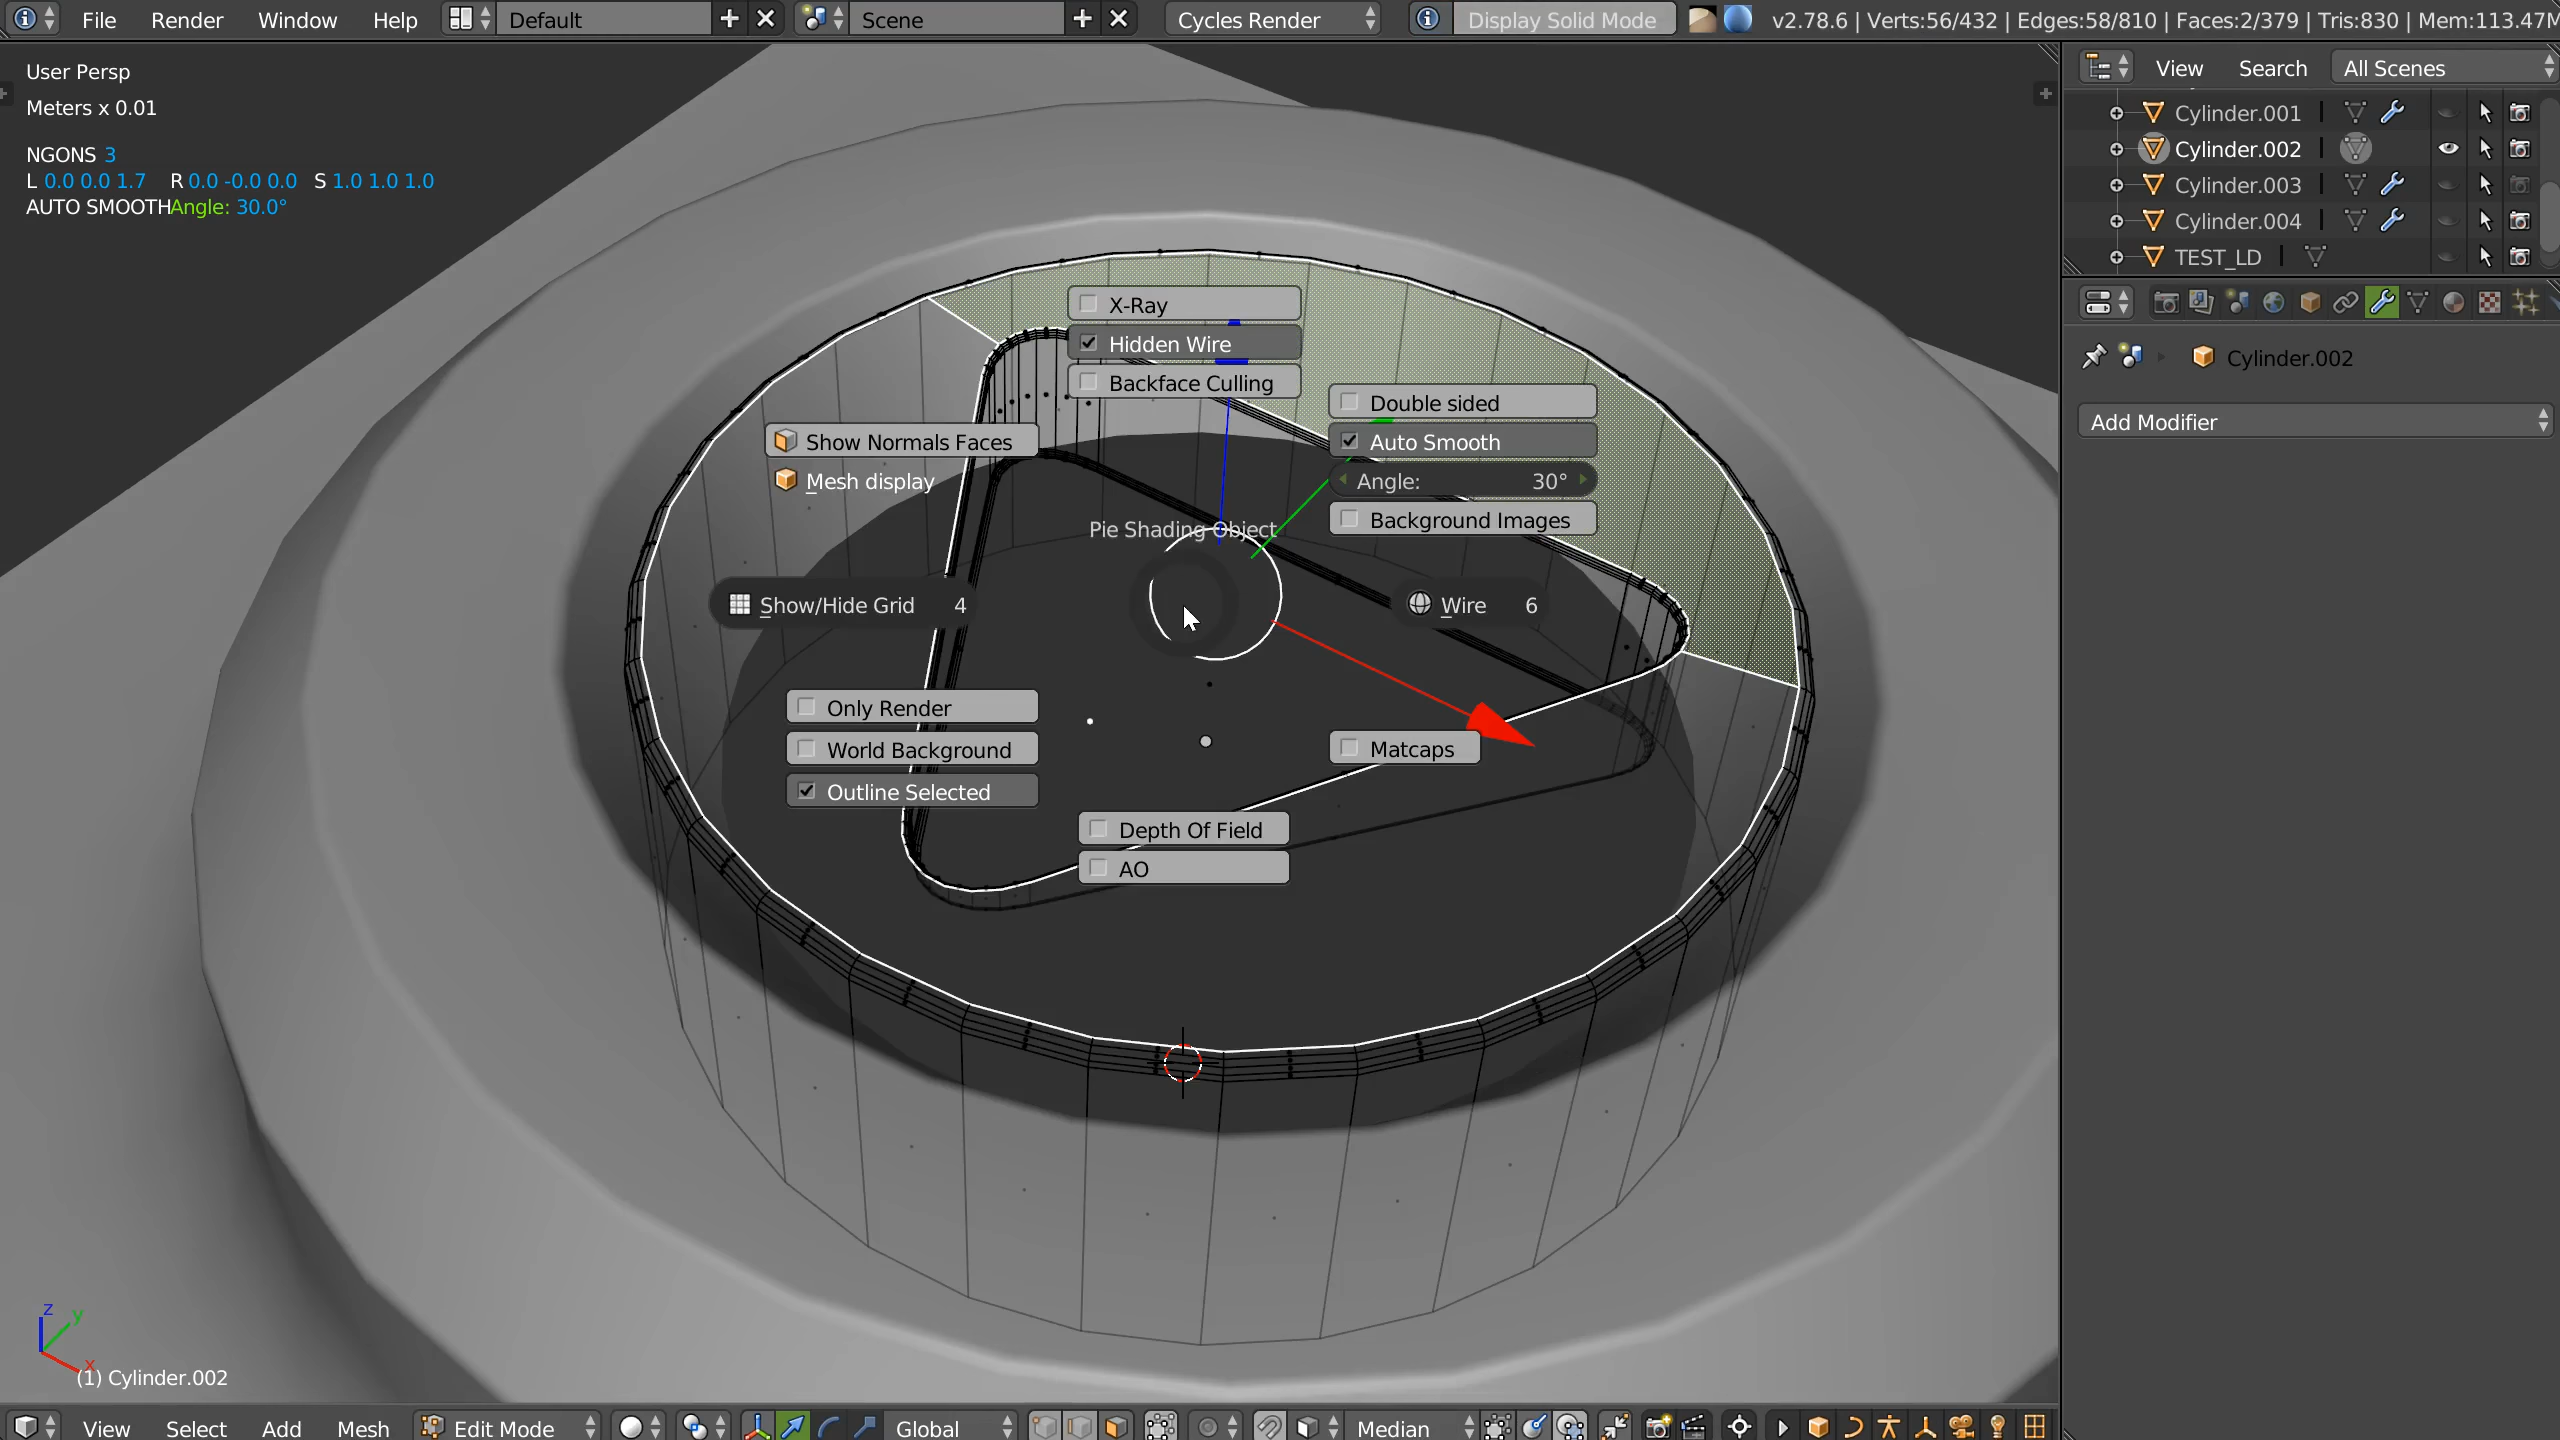 File Render Window Help Default Scene Cycles Render Display Solid Mode v2.78.6 | Verts:56/432 | Edges:58/810 | Faces:2/379 | Tris:830 | Mem:113.47M
User Persp
Meters x 0.01
NGONS 3
L 0.0 0.0 1.7 R 0.0 -0.0 0.0 S 1.0 1.0 1.0
AUTO SMOOTH Angle: 30.0°
X-Ray
Hidden Wire
Backface Culling
Double sided
Auto Smooth
Angle: 30°
Background Images
Show Normals Faces
Mesh display
Pie Shading Object
Show/Hide Grid 4
Wire 6
Only Render
World Background
Outline Selected
Matcaps
Depth Of Field
AO
z
y
x
(1) Cylinder.002
View Select Add Mesh Edit Mode Global Median
View Search All Scenes
Cylinder.001
Cylinder.002
Cylinder.003
Cylinder.004
TEST_LD
Cylinder.002
Add Modifier